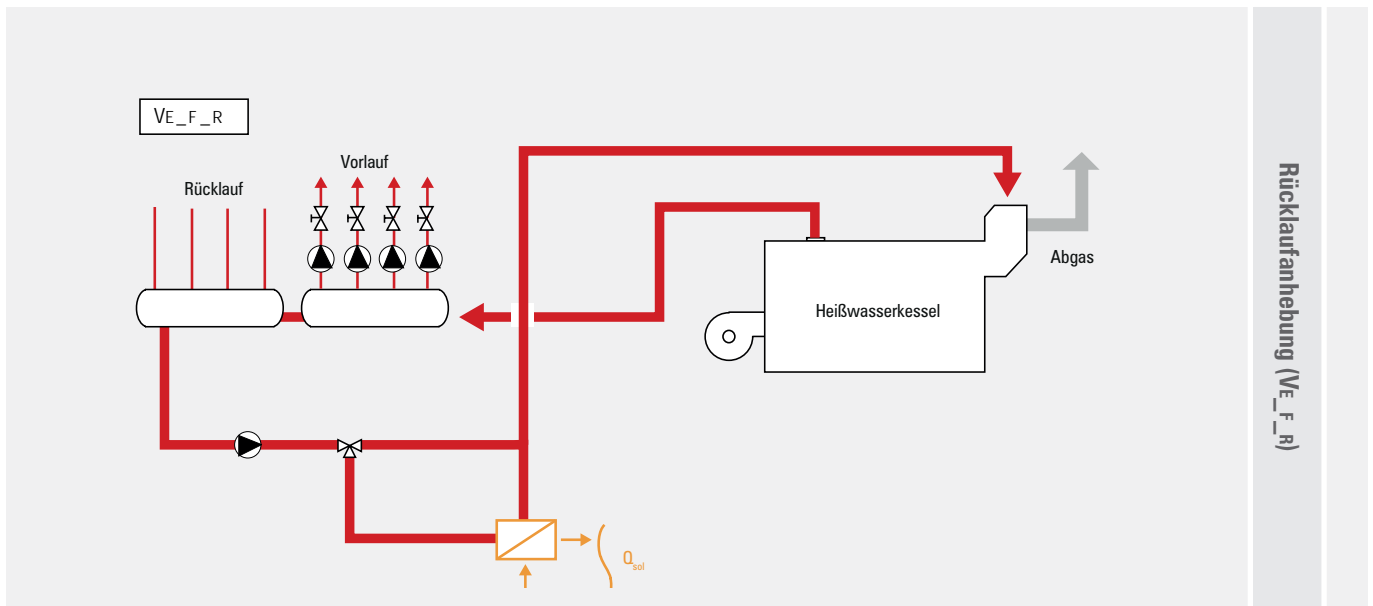 VE_F_R
Vorlauf
Rücklauf
Abgas
Heißwasserkessel
Qsol
Rücklaufanhebung (VE_F_R)